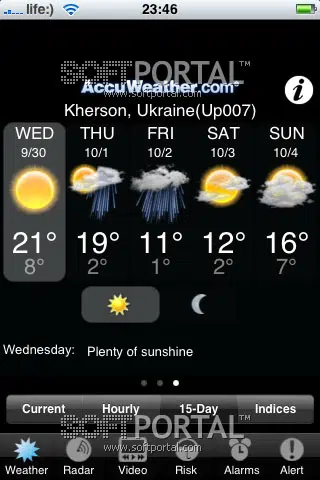 life:) 23:46
SOFTPORTAL™
AccuWeather.com®
www.softportal.com
Kherson, Ukraine(Up007)
WED THU FRI SAT SUN
9/30 10/1 10/2 10/3 10/4
21° 19° 11° 12° 16°
8° 2° 1° 2° 7°
Wednesday: Plenty of sunshine
Current Hourly 15-Day Indices
SOFTPORTAL™
www.softportal.com
Weather Radar Video Risk Alarms Alert